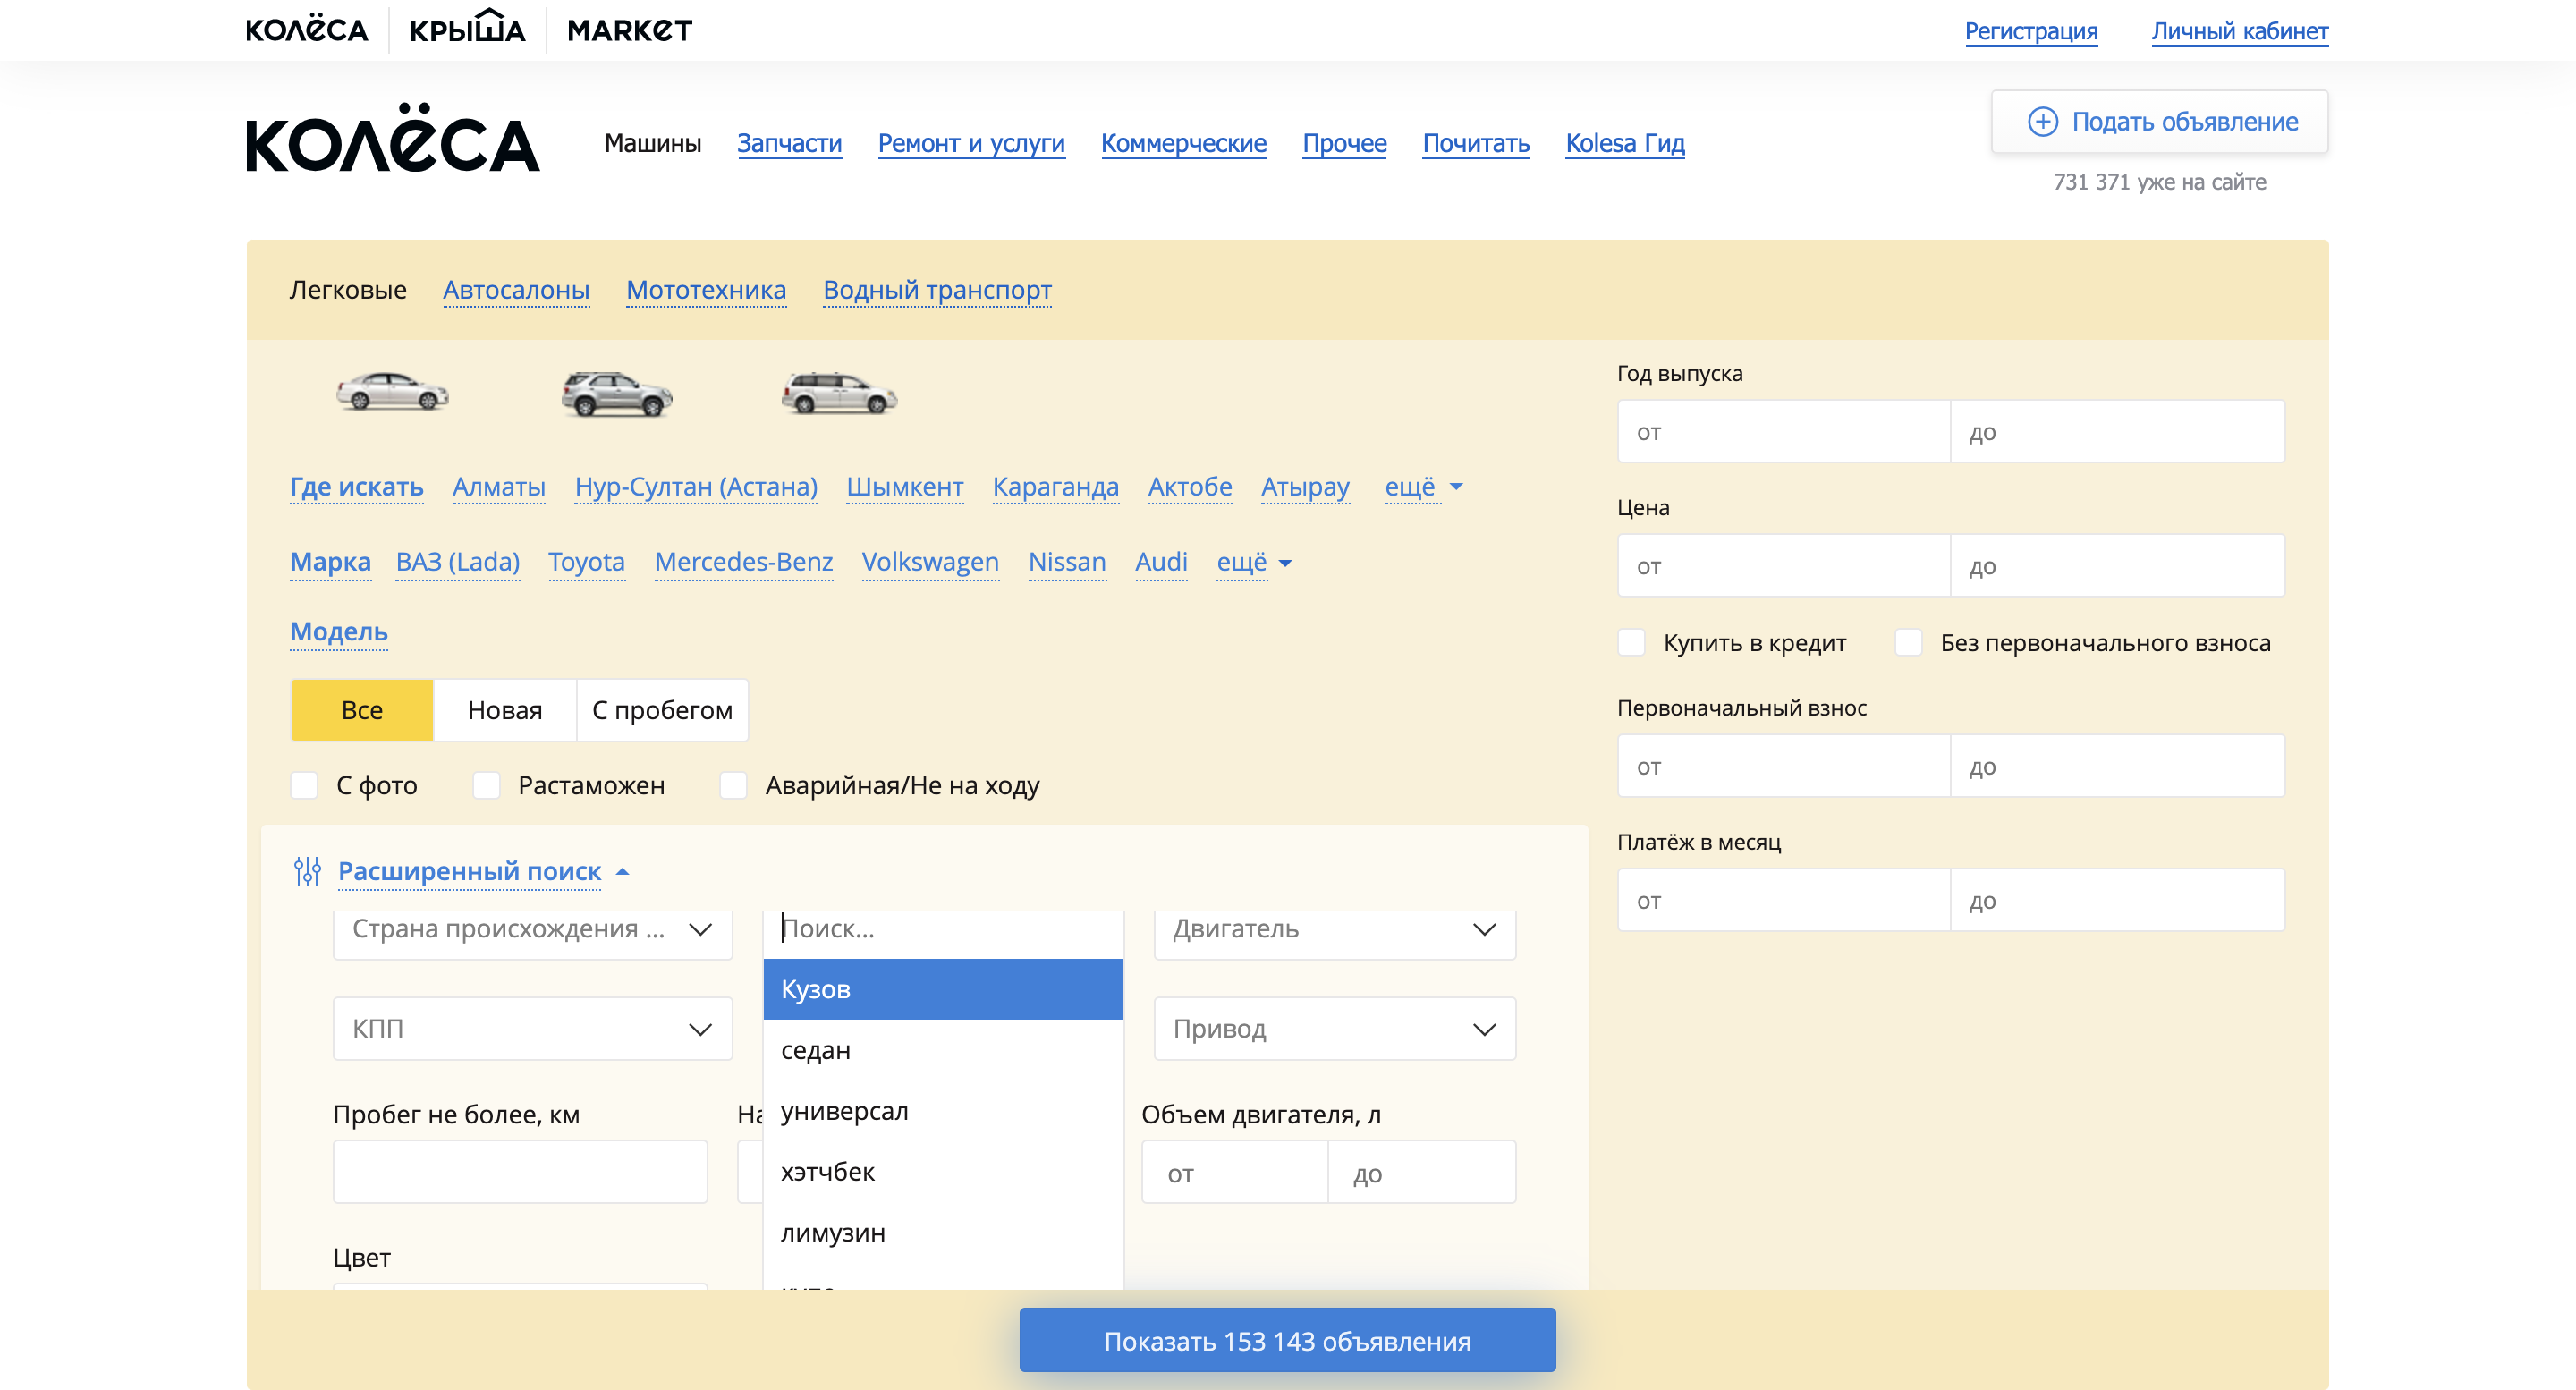 КОЛЁСА КРЫША MARKET Регистрация Личный кабинет
КОЛЁСА Машины Запчасти Ремонт и услуги Коммерческие Прочее Почитать Kolesa Гид Подать объявление
731 371 уже на сайте
Легковые Автосалоны Мототехника Водный транспорт
Где искать Алматы Нур-Султан (Астана) Шымкент Караганда Актобе Атырау ещё
Марка ВАЗ (Lada) Toyota Mercedes-Benz Volkswagen Nissan Audi ещё
Модель
Все Новая С пробегом
С фото Растаможен Аварийная/Не на ходу
Расширенный поиск
Страна происхождения ... Поиск... Двигатель
Кузов
КПП Привод
седан
универсал
Пробег не более, км На Объем двигателя, л
хэтчбек
от до
лимузин
Цвет
Год выпуска
от до
Цена
от до
Купить в кредит Без первоначального взноса
Первоначальный взнос
от до
Платёж в месяц
от до
Показать 153 143 объявления